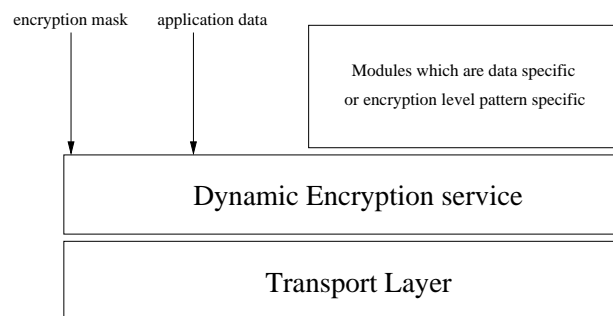 encryption mask
application data
Modules which are data specific
or encryption level pattern specific
Dynamic Encryption service
Transport Layer